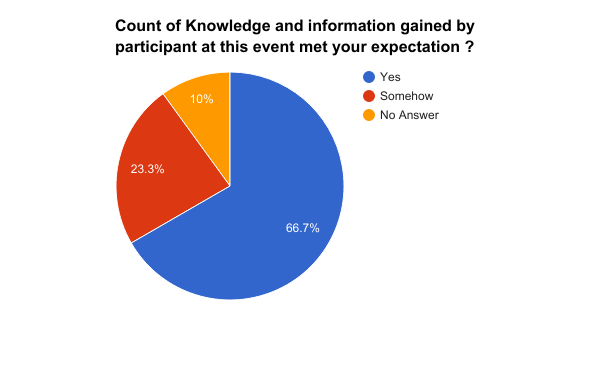 Count of Knowledge and information gained by
participant at this event met your expectation ?
Yes
Somehow
No Answer
10%
23.3%
66.7%